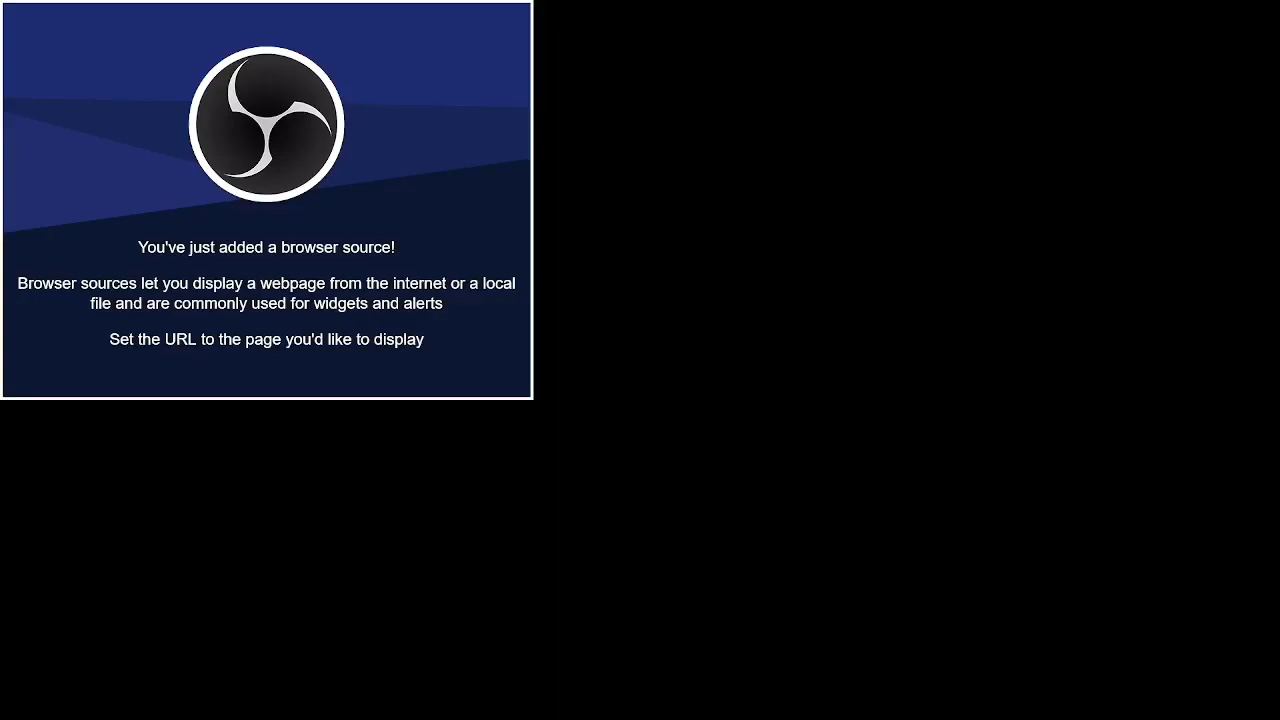 You've just added a browser source!
Browser sources let you display a webpage from the internet or a local
file and are commonly used for widgets and alerts
Set the URL to the page you'd like to display